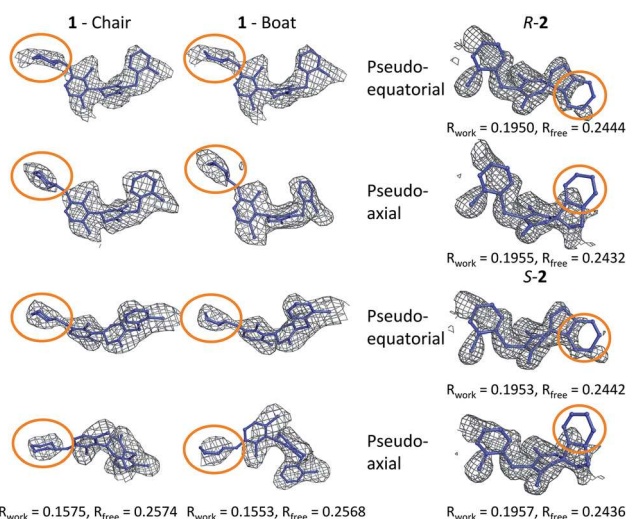 1 - Chair
1 - Boat
R-2
Pseudo-
equatorial
Rwork = 0.1950, Rfree = 0.2444
Pseudo-
axial
Rwork = 0.1955, Rfree = 0.2432
S-2
Pseudo-
equatorial
Rwork = 0.1953, Rfree = 0.2442
Pseudo-
axial
Rwork = 0.1575, Rfree = 0.2574
Rwork = 0.1553, Rfree = 0.2568
Rwork = 0.1957, Rfree = 0.2436